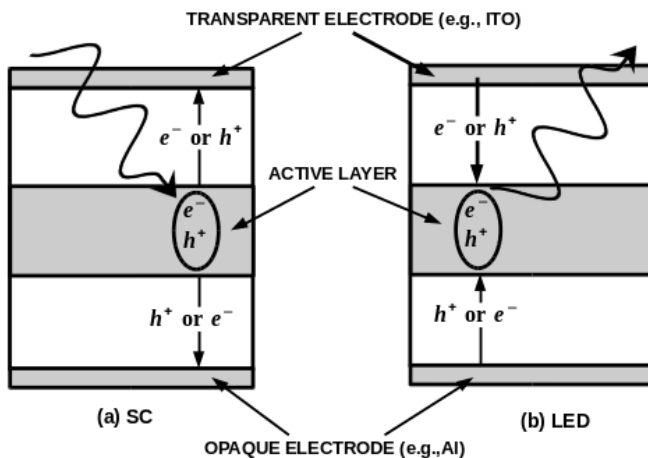 TRANSPARENT ELECTRODE (e.g., ITO)
e⁻ or h⁺
e⁻ or h⁺
ACTIVE LAYER
e⁻
h⁺
e⁻
h⁺
h⁺ or e⁻
h⁺ or e⁻
(a) SC
(b) LED
OPAQUE ELECTRODE (e.g.,Al)